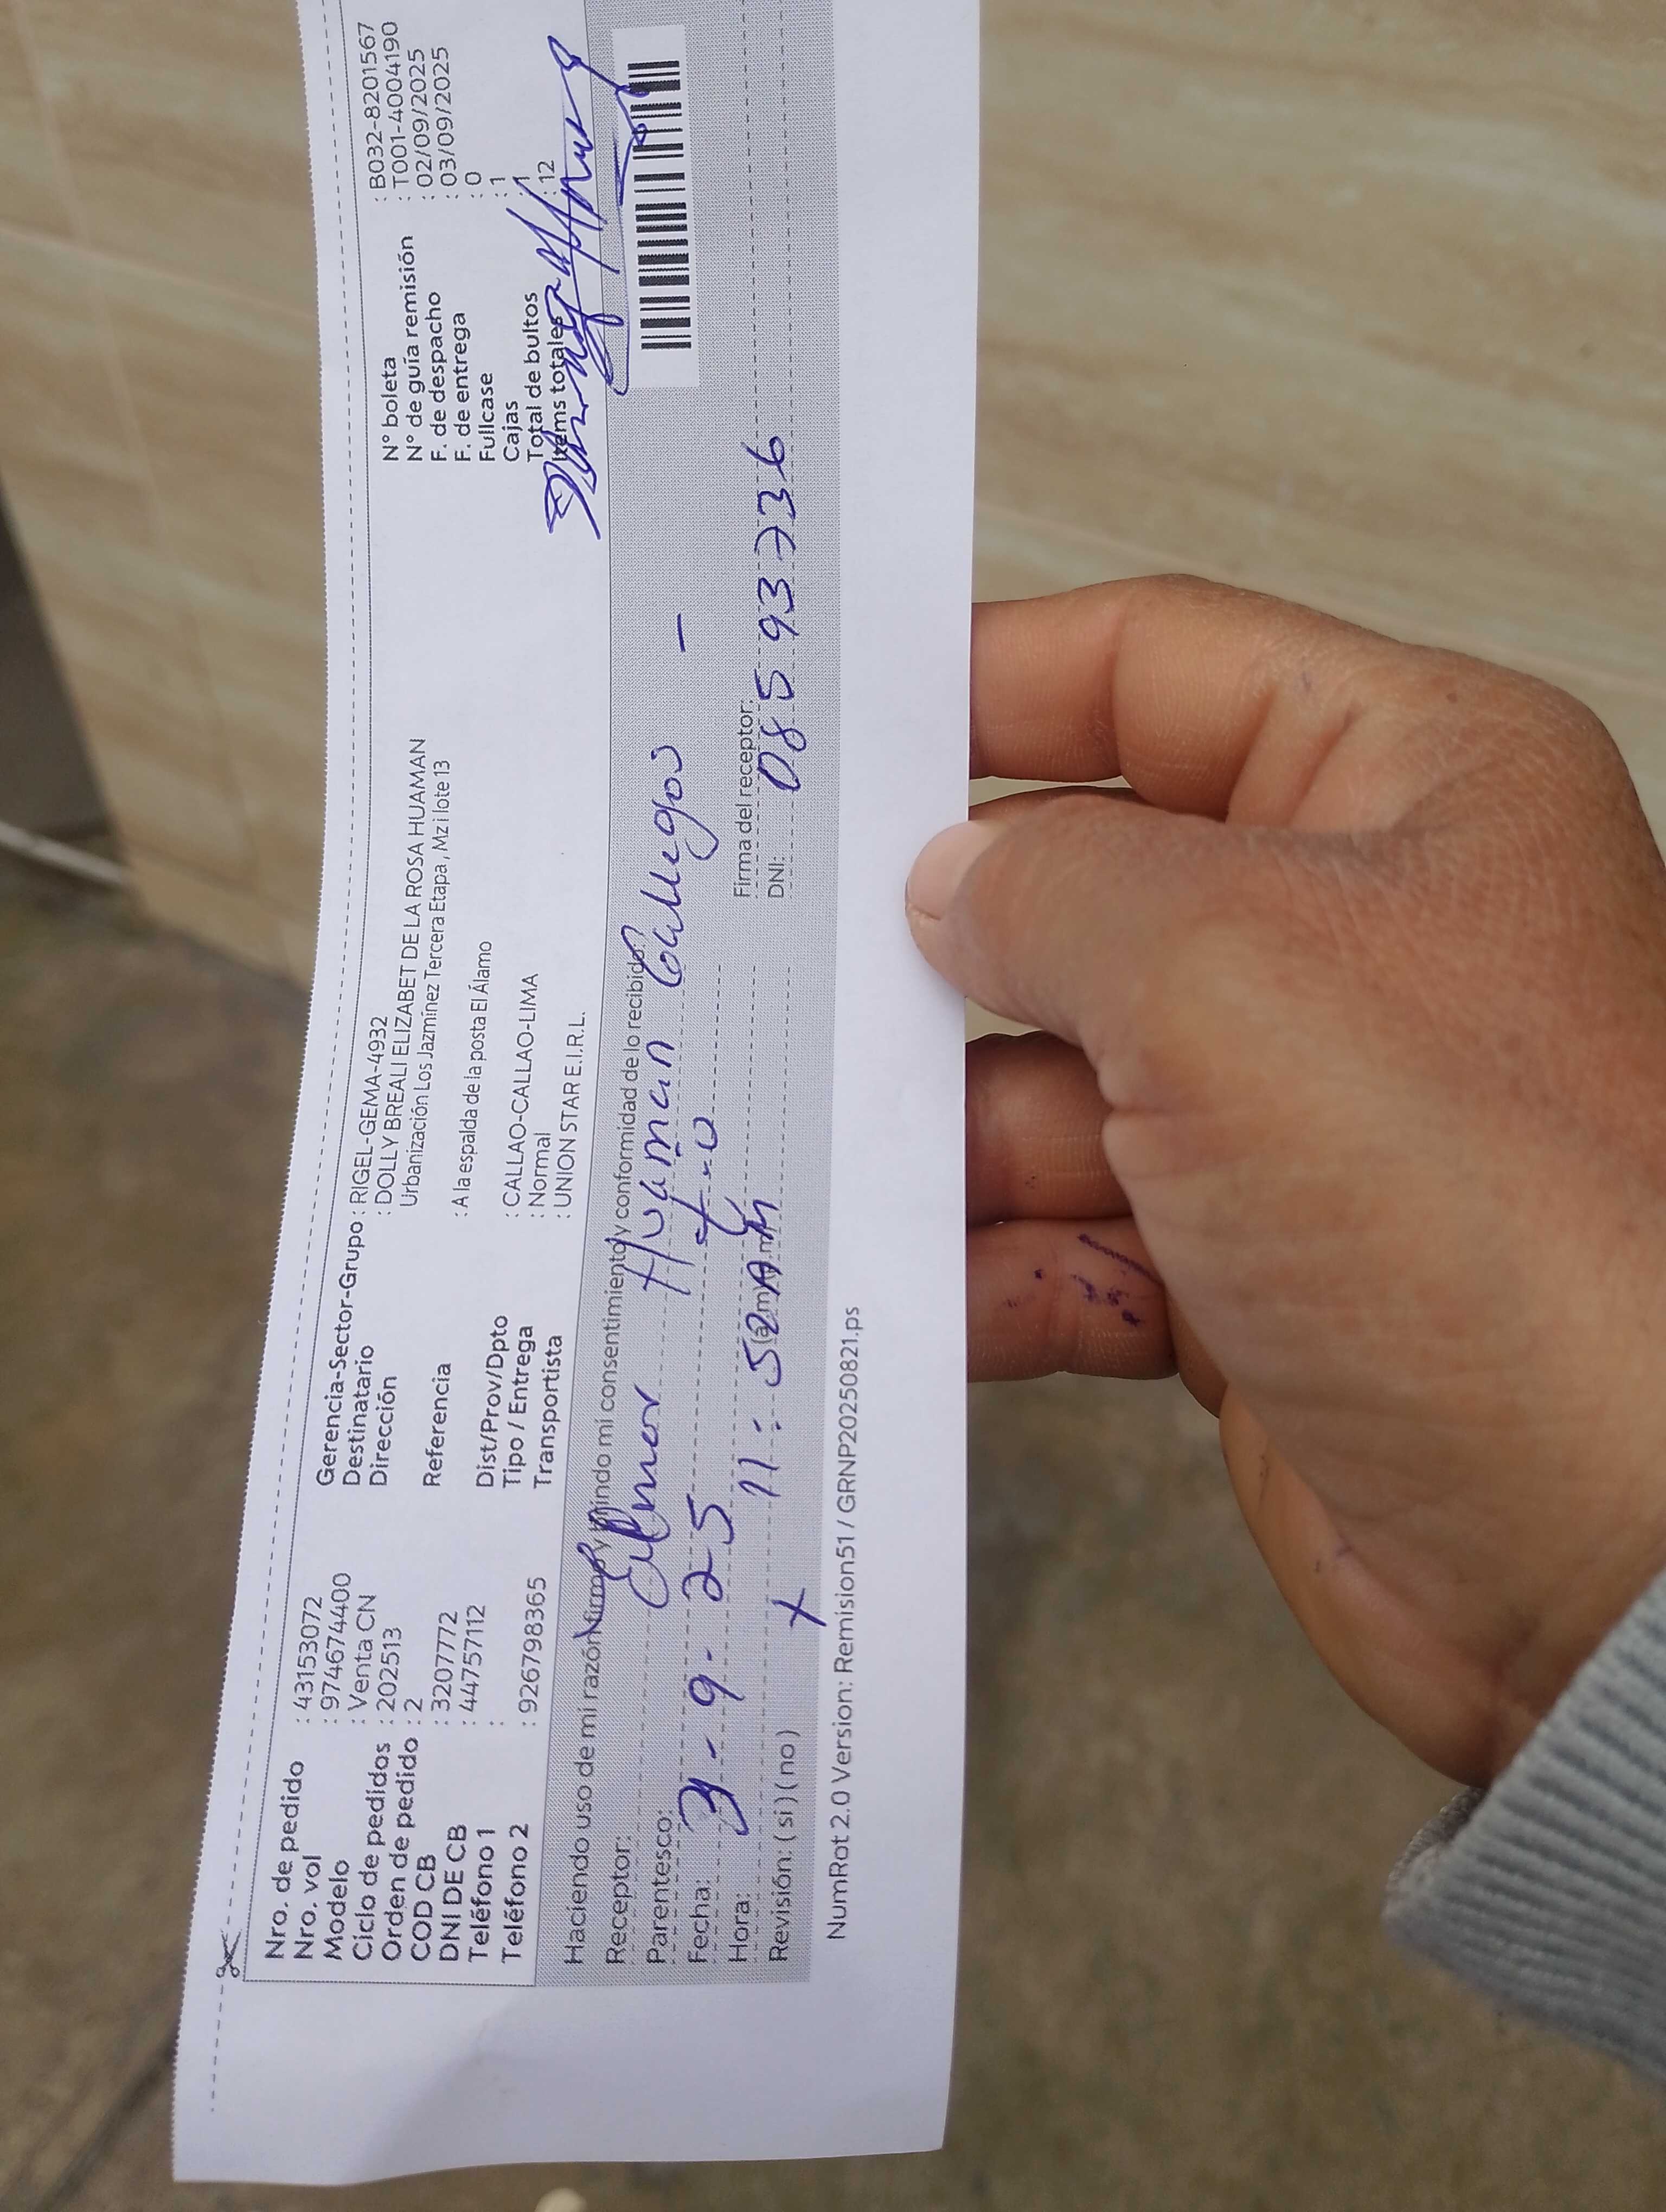 Nro. de pedido : 43153072
Nro. vol : 974674400
Modelo : Venta CN
Ciclo de pedidos : 202513
Orden de pedido : 2
COD CB : 3207772
DNI DE CB : 44757112
Teléfono 1 :
Teléfono 2 : 926798365
Gerencia-Sector-Grupo : RIGEL-GEMA-4932
Destinatario : DOLLY BREALI ELIZABET DE LA ROSA HUAMAN
Dirección Urbanización Los Jazmínez Tercera Etapa, Mz i lote 13
Referencia : A la espalda de la posta El Álamo
Dist/Prov/Dpto : CALLAO-CALLAO-LIMA
Tipo / Entrega : Normal
Transportista : UNION STAR E.I.R.L.
N° boleta : B032-8201567
N° de guía remisión : T001-4004190
F. de despacho : 02/09/2025
F. de entrega : 03/09/2025
Fullcase : 0
Cajas : 1
Total de bultos : 1
Items totales : 12
Haciendo uso de mi razón firmo y brindo mi consentimiento y conformidad de lo recibido
Receptor: Huaman Gallegos
Parentesco:
Fecha: 3-9-25
Hora: 11:52 AM
Revisión: ( si ) ( no ) x
Firma del receptor:
DNI: 08593736
NumRot 2.0 Version: Remision51 / GRNP20250821.ps